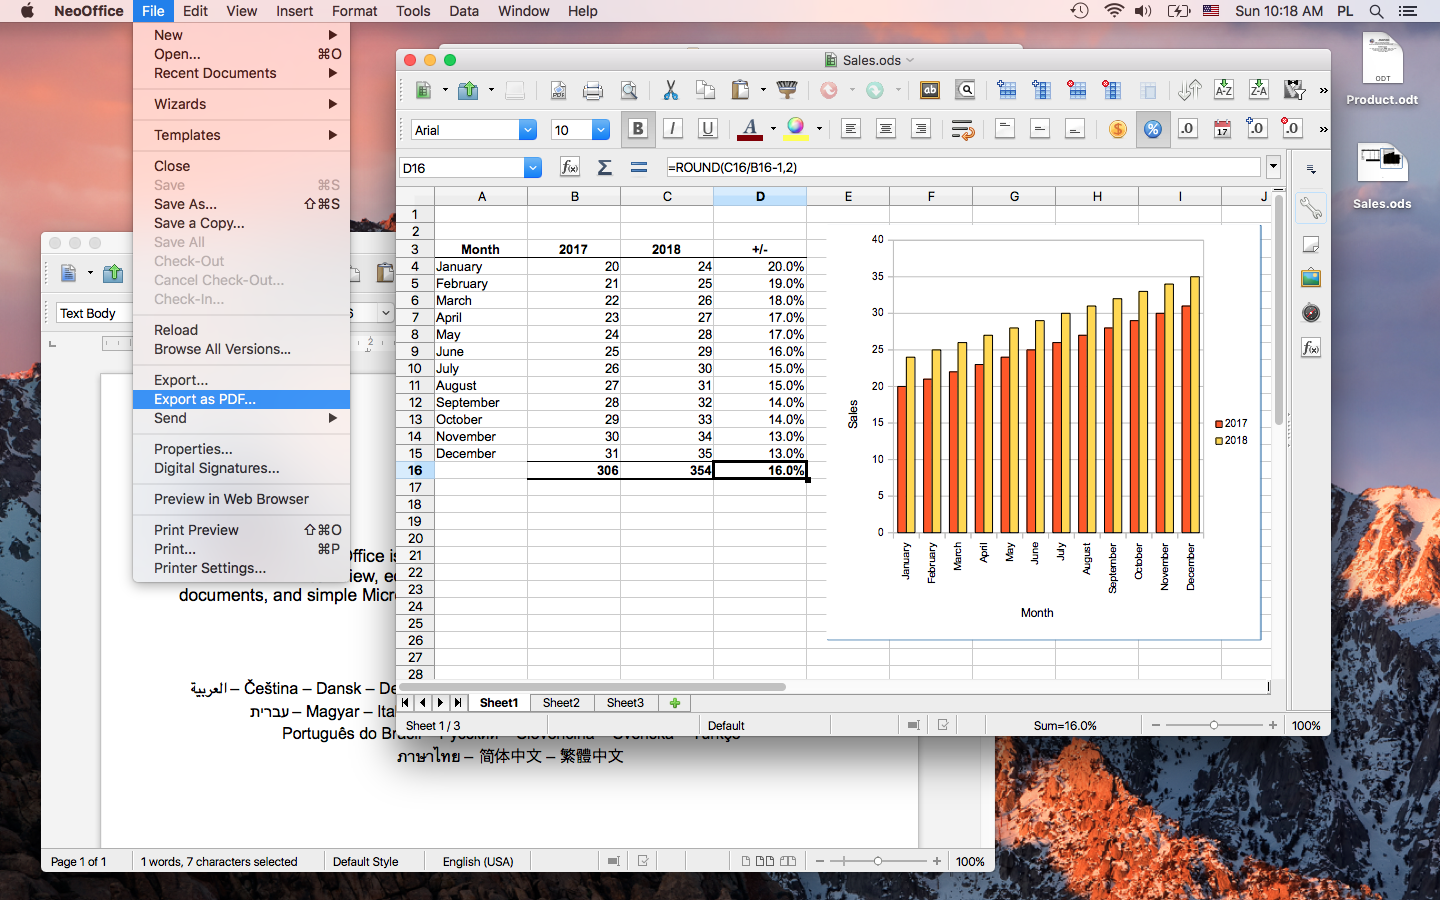 NeoOffice File Edit View Insert Format Tools Data Window Help Sun 10:18 AM PL
New
Open... ⌘O
Recent Documents
Wizards
Templates
Close
Save ⌘S
Save As... ⇧⌘S
Save a Copy...
Save All
Check-Out
Cancel Check-Out...
Check-In...
Reload
Browse All Versions...
Export...
Export as PDF...
Send
Properties...
Digital Signatures...
Preview in Web Browser
Print Preview ⇧⌘O
Print... ⌘P
Printer Settings...
Sales.ods
Arial 10 B I U A
D16 f(x) Σ = =ROUND(C16/B16-1,2)
A B C D E F G H I J
1
2
3 Month 2017 2018 +/-
4 January 20 24 20.0%
5 February 21 25 19.0%
6 March 22 26 18.0%
7 April 23 27 17.0%
8 May 24 28 17.0%
9 June 25 29 16.0%
10 July 26 30 15.0%
11 August 27 31 15.0%
12 September 28 32 14.0%
13 October 29 33 14.0%
14 November 30 34 13.0%
15 December 31 35 13.0%
16 306 354 16.0%
17
18
19
20
21
22
23
24
25
26
27
28
40
35
30
25
20
15
10
5
0
Sales
January February March April May June July August September October November December
Month
2017
2018
Sheet1 Sheet2 Sheet3
Sheet 1 / 3 Default Sum=16.0% 100%
ODT
Product.odt
Sales.ods
Text Body
2
documents, and simple Micr
العربية – Čeština – Dansk – De
עברית – Magyar – Ita
Português do Brasil – Русский – Slovenčina – Svenska – Türkçe
ภาษาไทย – 简体中文 – 繁體中文
Page 1 of 1 1 words, 7 characters selected Default Style English (USA) 100%